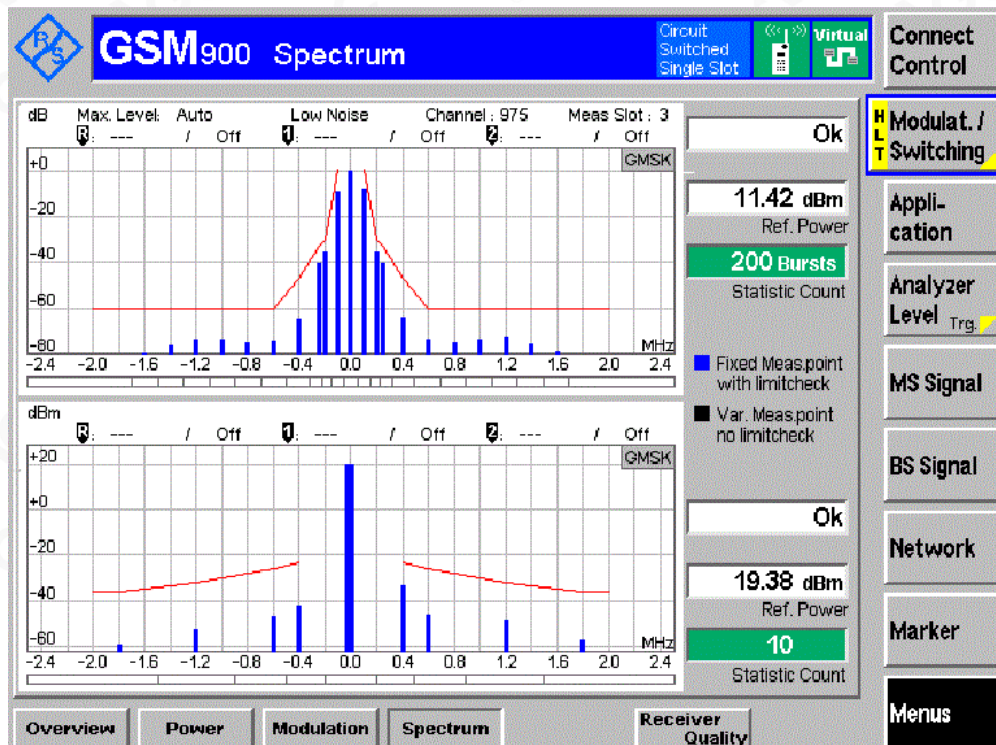 R/S
GSM900 Spectrum
Circuit
Switched
Single Slot
Virtual
Connect
Control
HLT
Modulat. /
Switching
Appli-
cation
Analyzer
Level Trg.
MS Signal
BS Signal
Network
Marker
Menus
dB Max. Level: Auto Low Noise Channel : 975 Meas Slot : 3
R: --- / Off 1: --- / Off 2: --- / Off
GMSK
+0
-20
-40
-60
-80
MHz
-2.4 -2.0 -1.6 -1.2 -0.8 -0.4 0.0 0.4 0.8 1.2 1.6 2.0 2.4
Ok
11.42 dBm
Ref. Power
200 Bursts
Statistic Count
Fixed Meas.point
with limitcheck
Var. Meas.point
no limitcheck
dBm
R: --- / Off 1: --- / Off 2: --- / Off
GMSK
+20
+0
-20
-40
-60
MHz
-2.4 -2.0 -1.6 -1.2 -0.8 -0.4 0.0 0.4 0.8 1.2 1.6 2.0 2.4
Ok
19.38 dBm
Ref. Power
10
Statistic Count
Overview Power Modulation Spectrum Receiver
Quality